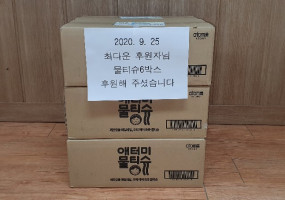 2020. 9. 25
최다운 후원자님
물티슈6박스
후원해 주셨습니다
애터미
물티슈
애터미
물티슈